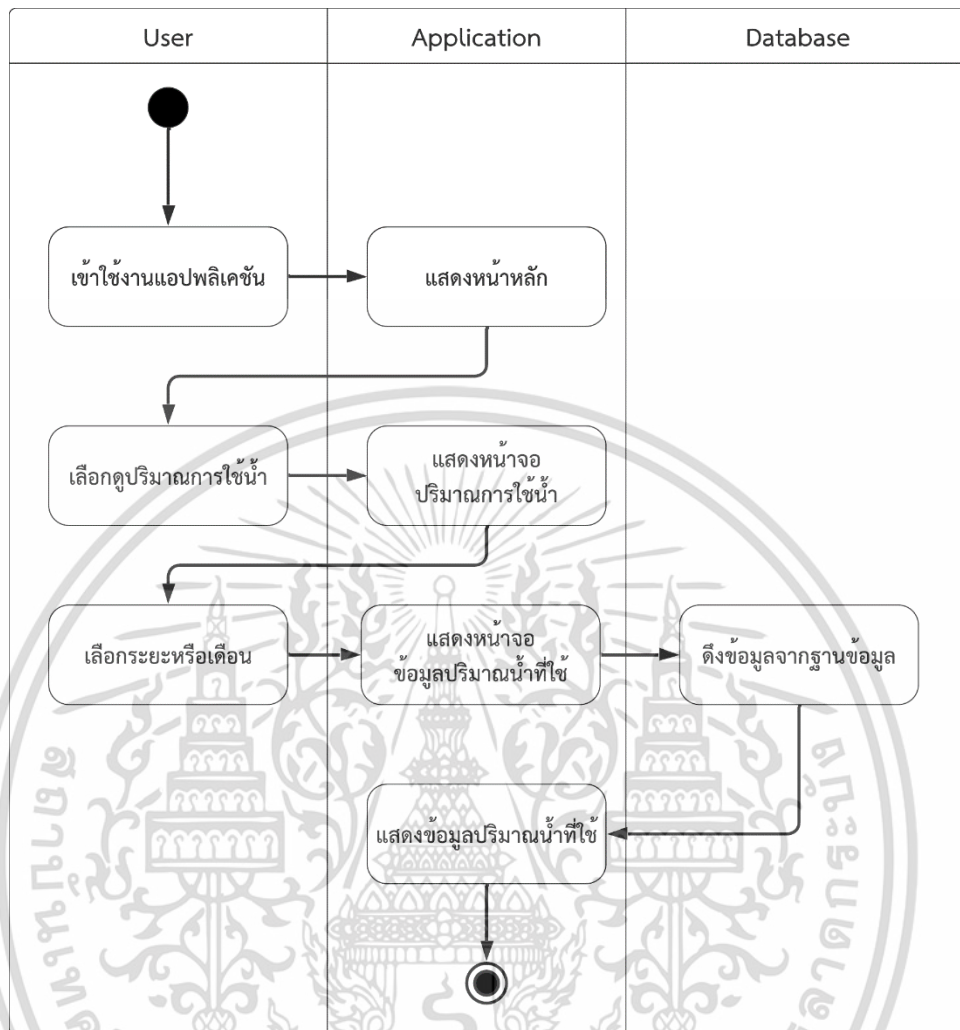 User
Application
Database
เข้าใช้งานแอปพลิเคชัน
แสดงหน้าหลัก
เลือกดูปริมาณการใช้น้ำ
แสดงหน้าจอ
ปริมาณการใช้น้ำ
เลือกระยะหรือเดือน
แสดงหน้าจอ
ข้อมูลปริมาณน้ำที่ใช้
ดึงข้อมูลจากฐานข้อมูล
แสดงข้อมูลปริมาณน้ำที่ใช้